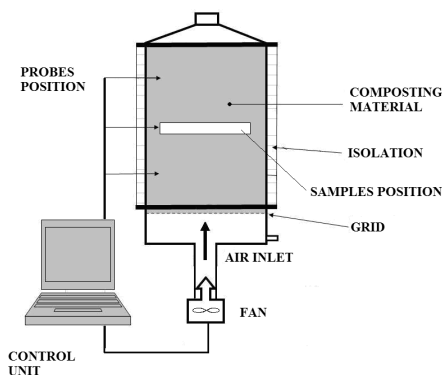 PROBES
POSITION
COMPOSTING
MATERIAL
ISOLATION
SAMPLES POSITION
GRID
AIR INLET
FAN
CONTROL
UNIT